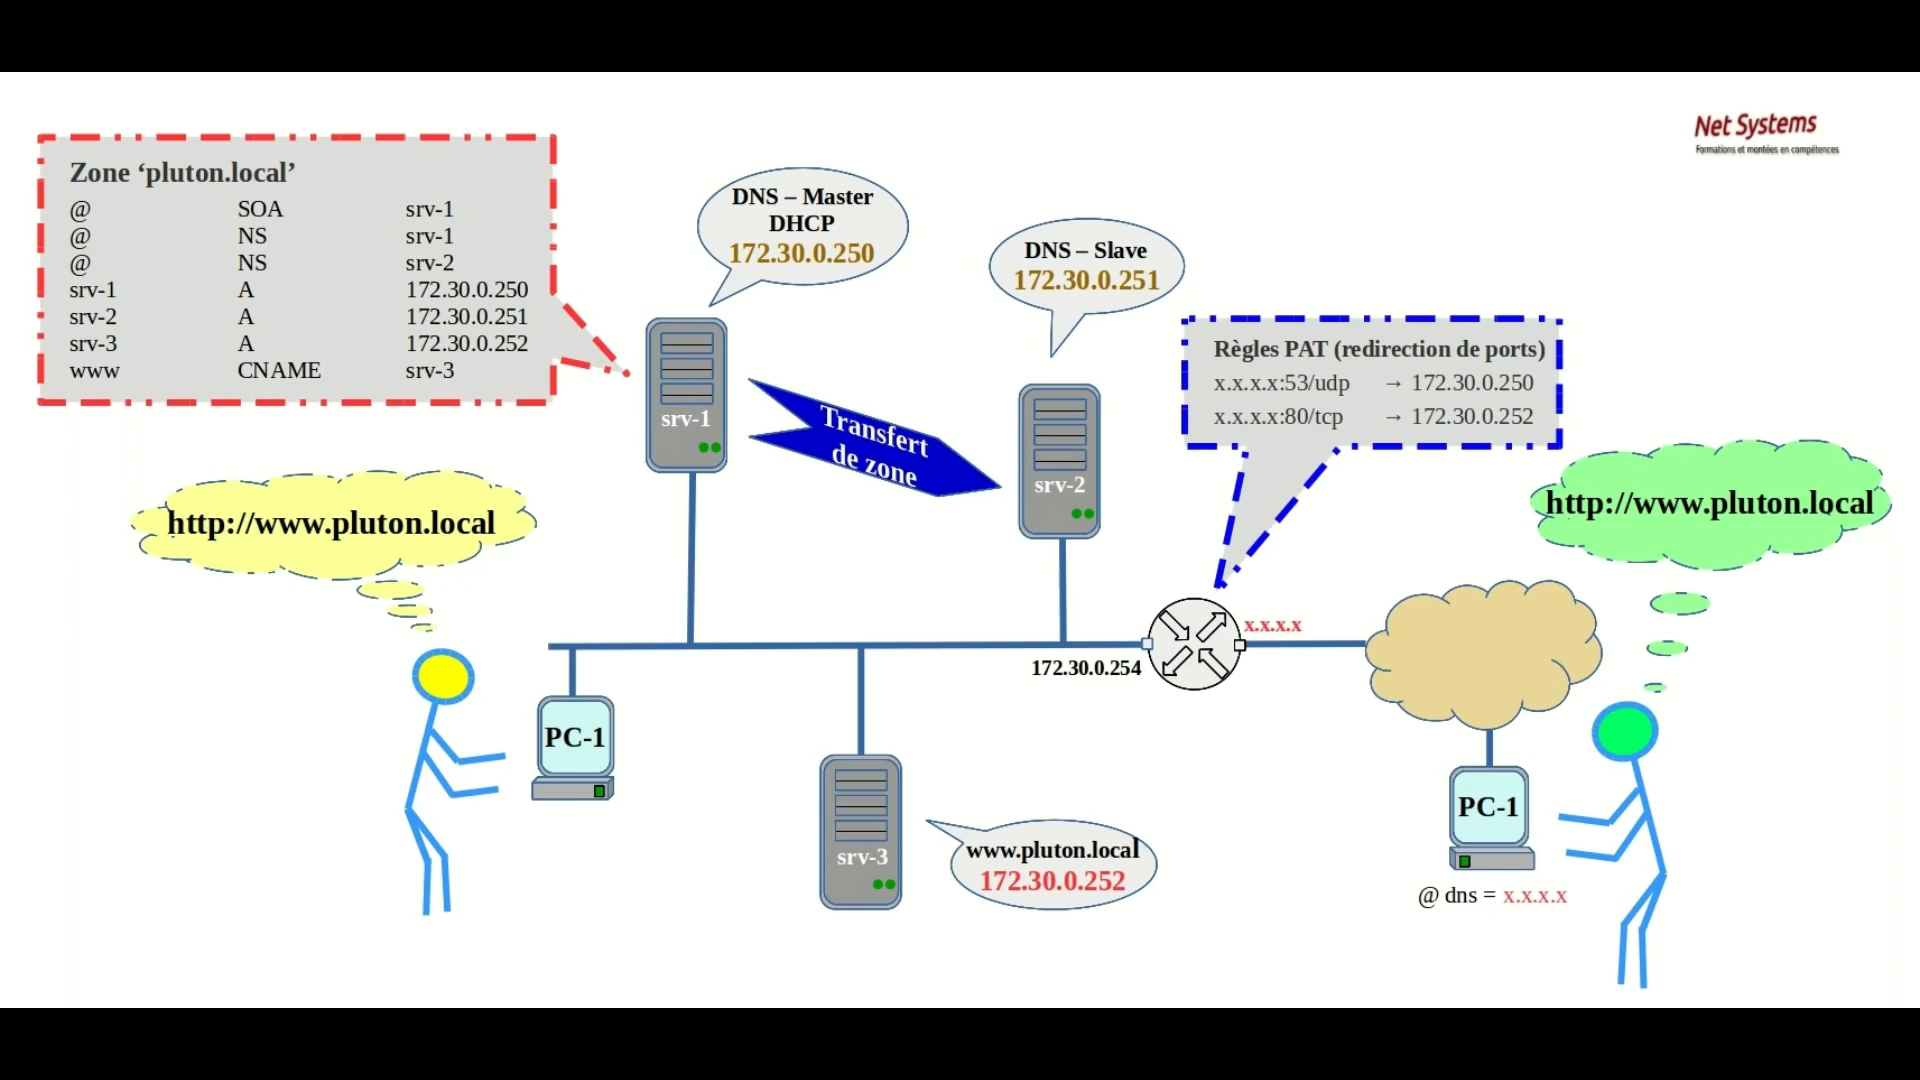 Net Systems
Formations et montées en compétences
Zone ‘pluton.local’
@ SOA srv-1
@ NS srv-1
@ NS srv-2
srv-1 A 172.30.0.250
srv-2 A 172.30.0.251
srv-3 A 172.30.0.252
www CNAME srv-3
DNS – Master
DHCP
172.30.0.250
DNS – Slave
172.30.0.251
Règles PAT (redirection de ports)
x.x.x.x:53/udp → 172.30.0.250
x.x.x.x:80/tcp → 172.30.0.252
srv-1
Transfert
de zone
srv-2
http://www.pluton.local
http://www.pluton.local
x.x.x.x
172.30.0.254
PC-1
PC-1
srv-3
www.pluton.local
172.30.0.252
@ dns = x.x.x.x